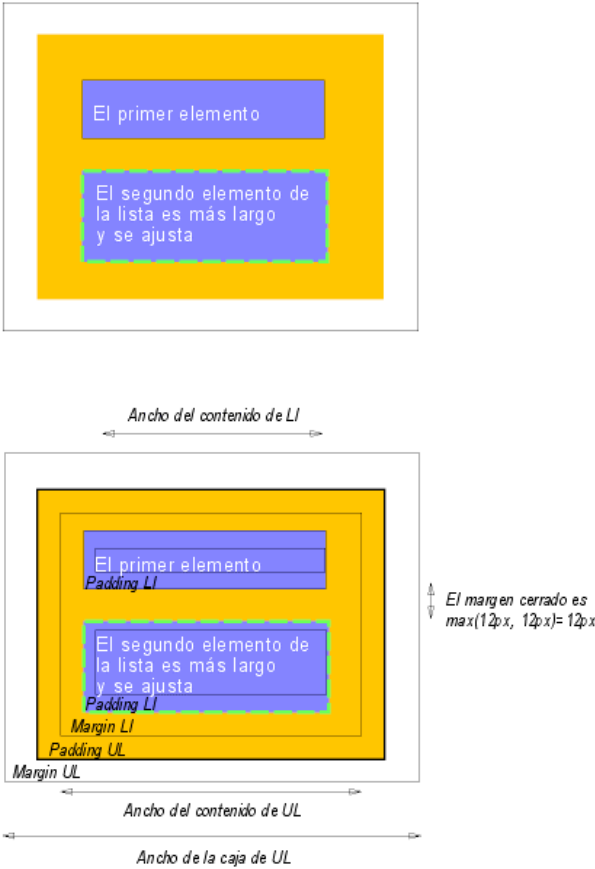 El primer elemento
El segundo elemento de
la lista es más largo
y se ajusta
Ancho del contenido de LI
El primer elemento
Padding LI
El margen cerrado es
max(12px, 12px)=12px
El segundo elemento de
la lista es más largo
y se ajusta
Padding LI
Margin LI
Padding UL
Margin UL
Ancho del contenido de UL
Ancho de la caja de UL